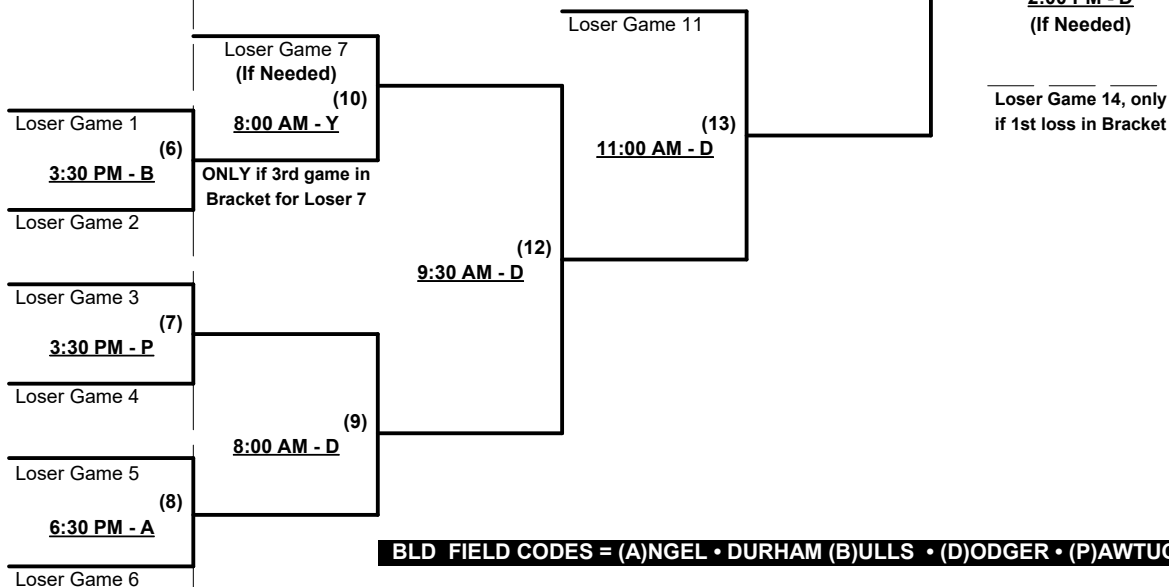 Loser Game 11
(If Needed)
Loser Game 7
(If Needed)
(10)
8:00 AM - Y
Loser Game 14, only
if 1st loss in Bracket
Loser Game 1
(6)
3:30 PM - B
(13)
11:00 AM - D
ONLY if 3rd game in
Bracket for Loser 7
Loser Game 2
(12)
9:30 AM - D
Loser Game 3
(7)
3:30 PM - P
Loser Game 4
(9)
8:00 AM - D
Loser Game 5
(8)
6:30 PM - A
BLD FIELD CODES = (A)NGEL • DURHAM (B)ULLS • (D)ODGER •
Loser Game 6